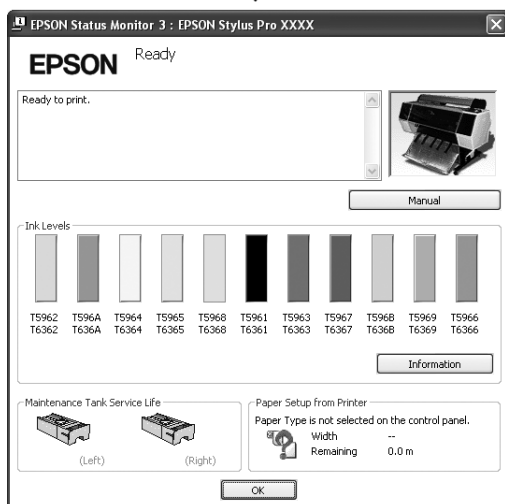 EPSON Status Monitor 3 : EPSON Stylus Pro XXXX
EPSON
Ready
Ready to print.
Manual
Ink Levels
T5962 T596A T5964 T5965 T5968 T5961 T5963 T5967 T596B T5969 T5966
T6362 T636A T6364 T6365 T6368 T6361 T6363 T6367 T636B T6369 T6366
Information
Maintenance Tank Service Life
(Left) (Right)
Paper Setup from Printer
Paper Type is not selected on the control panel.
Width --
Remaining 0.0 m
OK